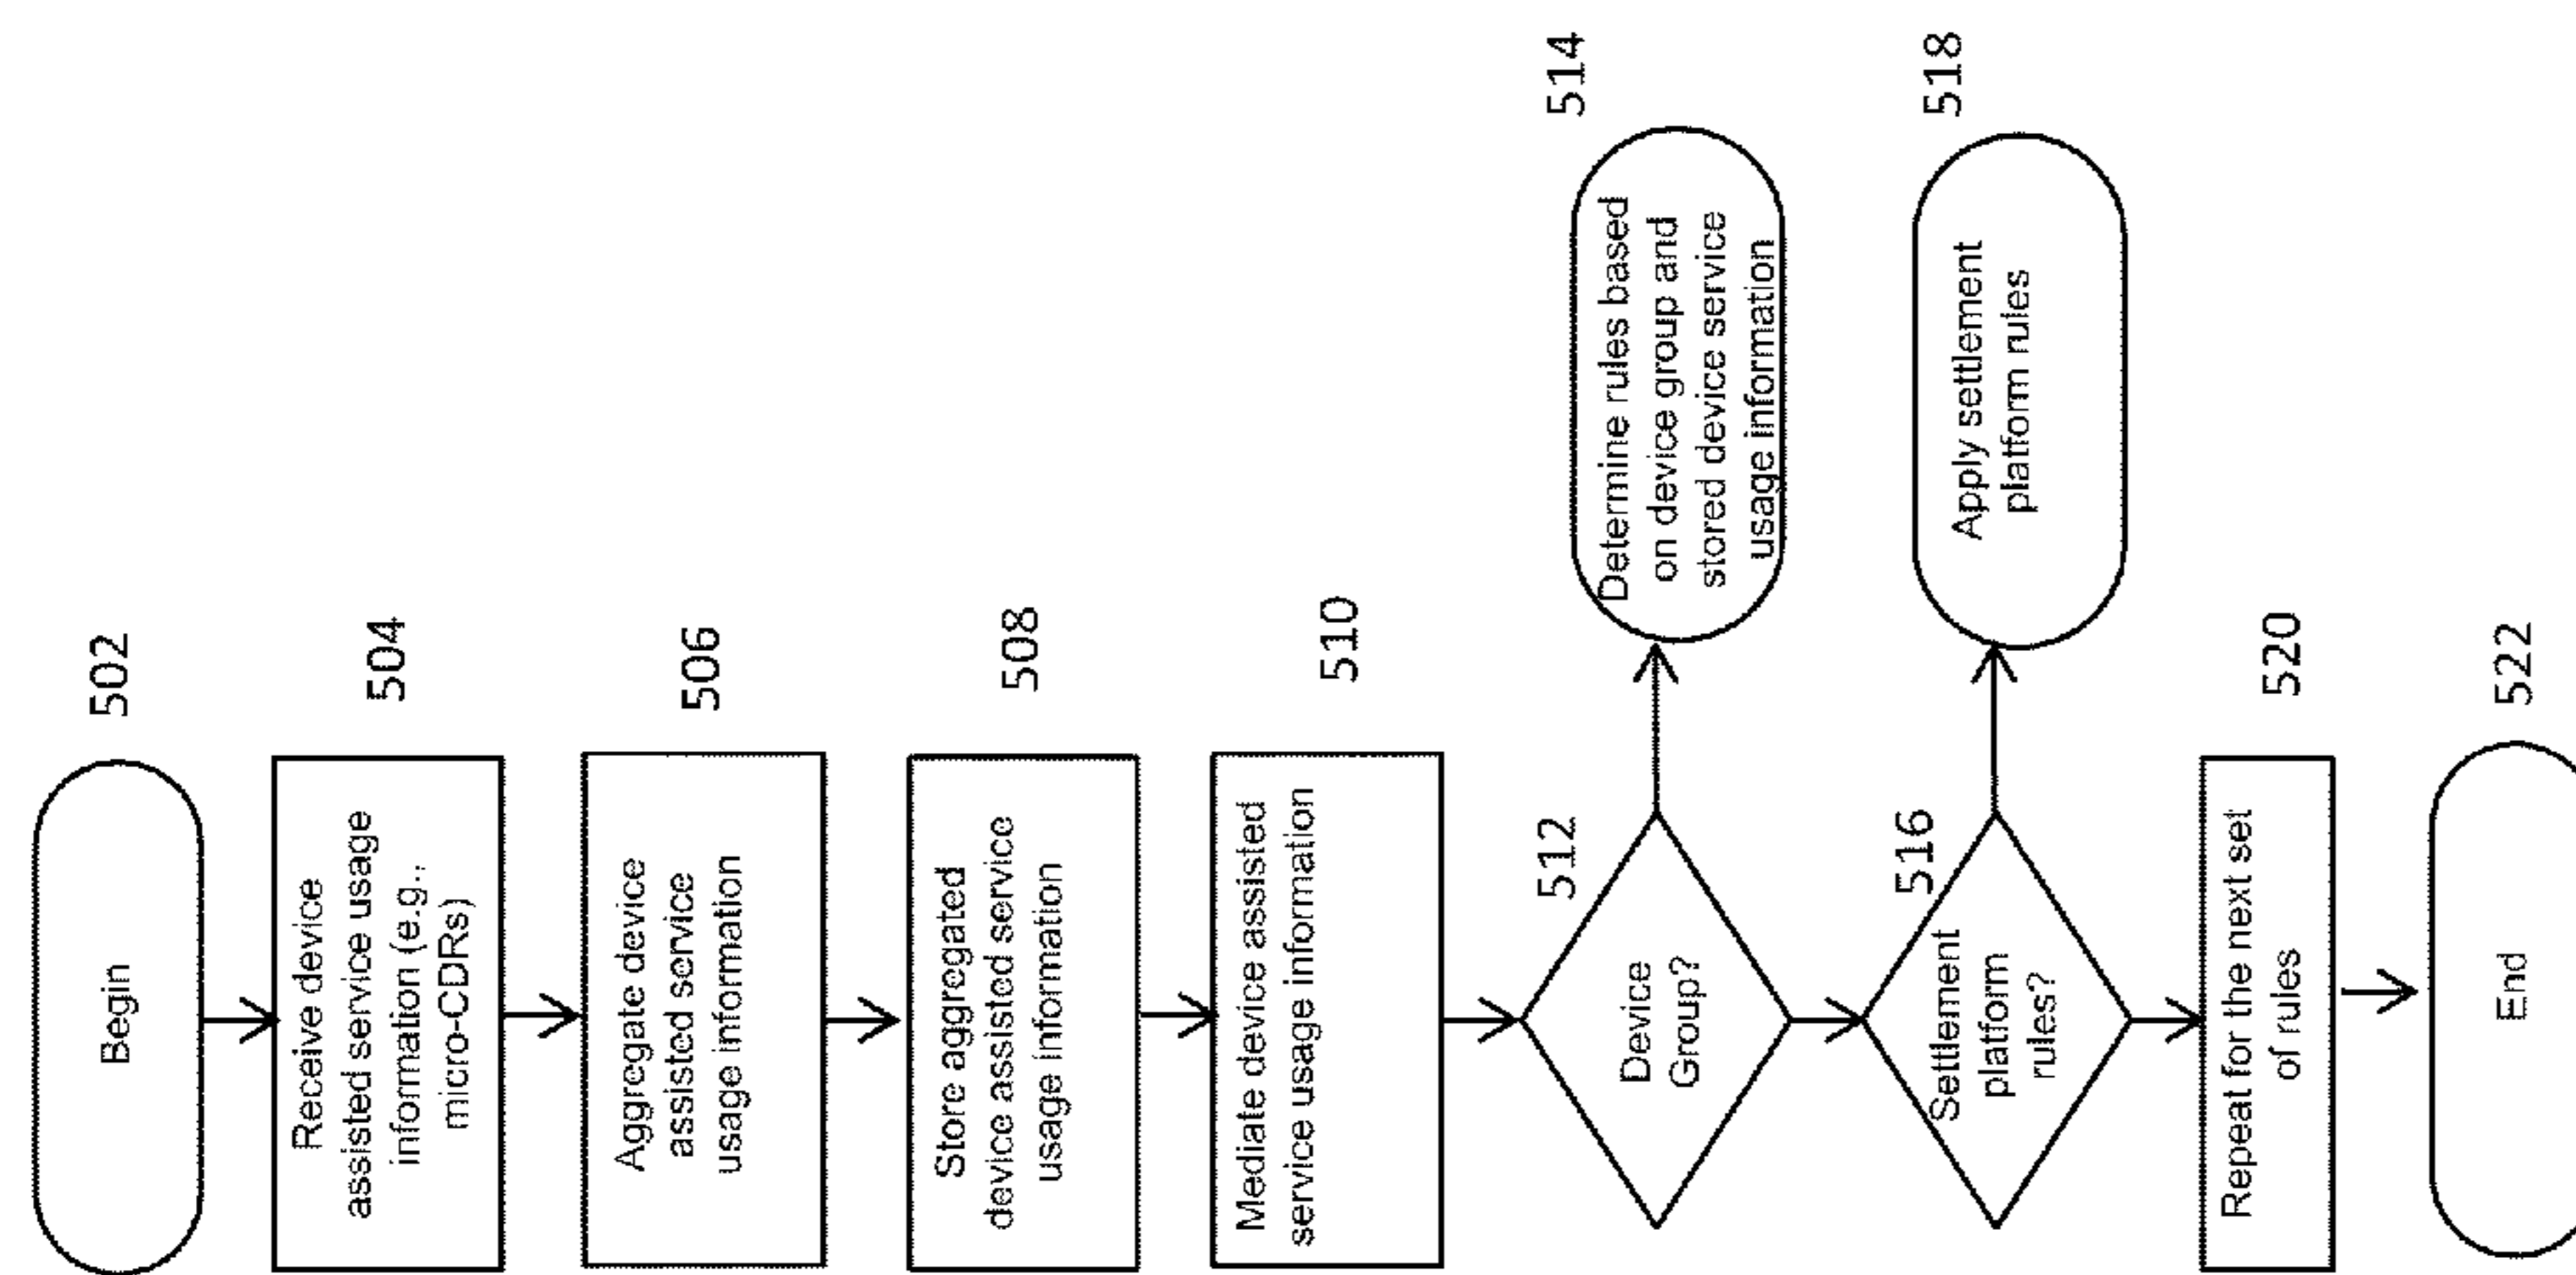 Begin
502
Receive device
assisted service usage
information (e.g.,
micro-CDRs)
504
Aggregate device
assisted service
usage information
506
Store aggregated
device assisted service
usage information
508
Mediate device assisted
service usage information
510
Device
Group?
512
Determine rules based
on device group and
stored device service
usage information
514
Settlement
platform
rules?
516
Apply settlement
platform rules
518
Repeat for the next set
of rules
520
End
522